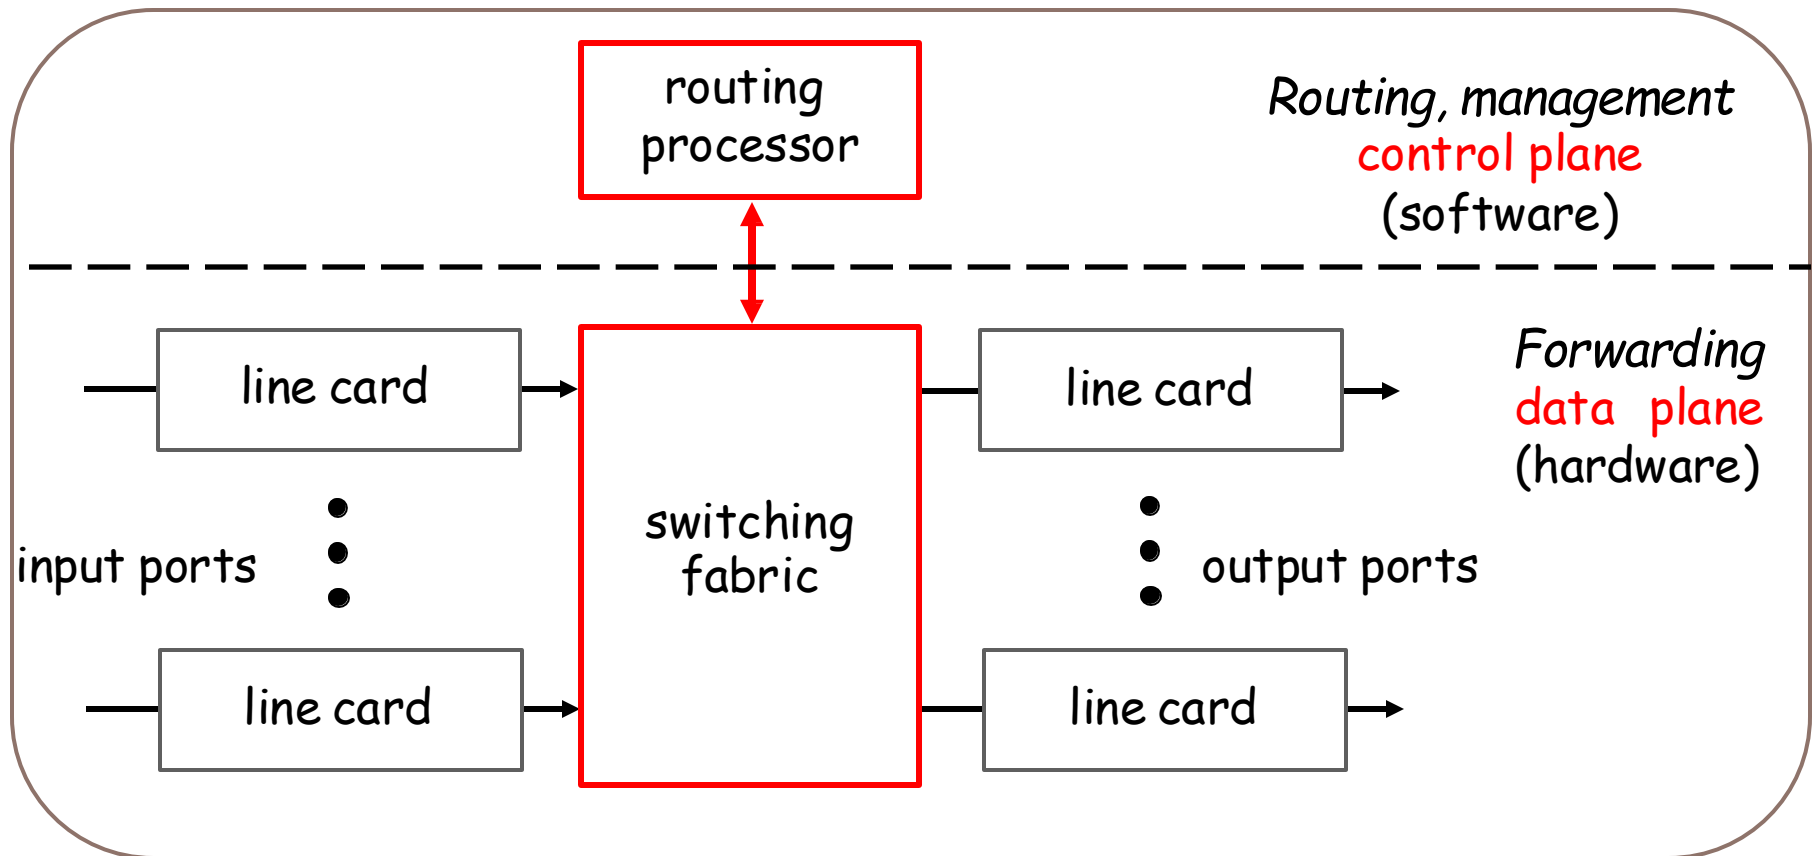 routing
processor
Routing, management
control plane
(software)
line card
line card
Forwarding
data plane
(hardware)
switching
fabric
input ports
output ports
line card
line card